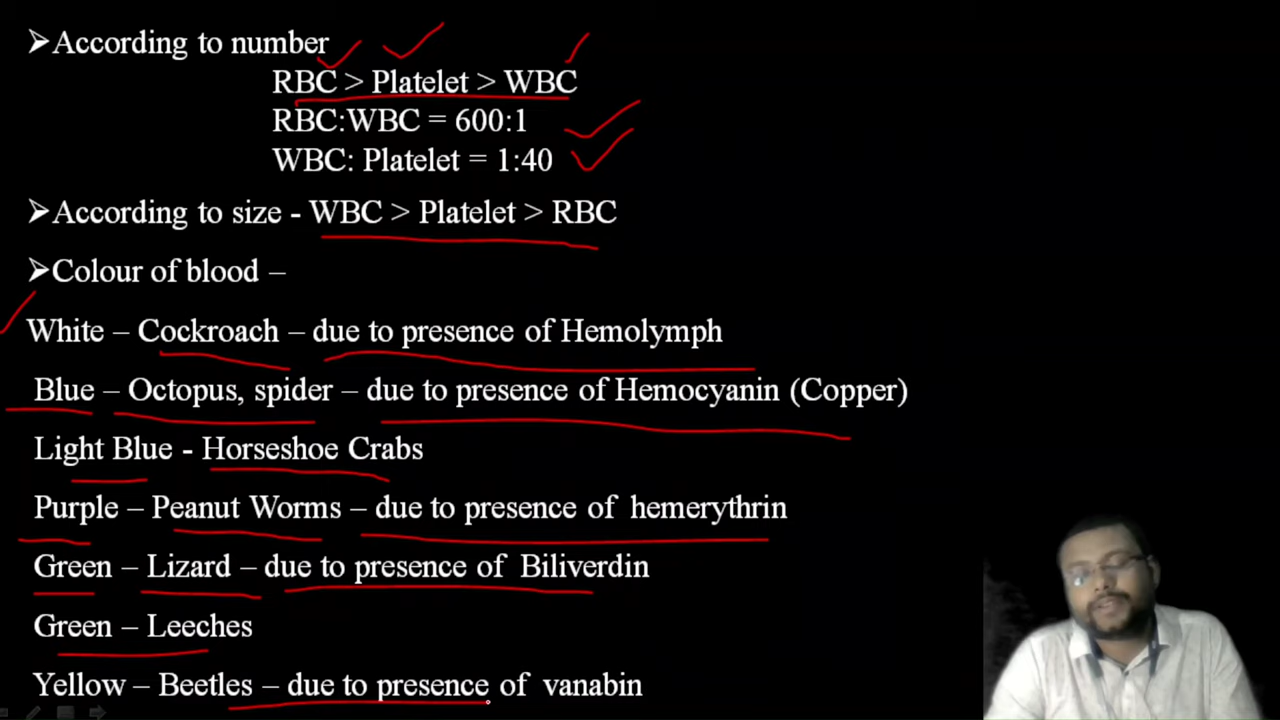 ➢According to number
RBC > Platelet > WBC
RBC:WBC = 600:1
WBC: Platelet = 1:40
➢According to size - WBC > Platelet > RBC
➢Colour of blood –
White – Cockroach – due to presence of Hemolymph
Blue – Octopus, spider – due to presence of Hemocyanin (Copper)
Light Blue - Horseshoe Crabs
Purple – Peanut Worms – due to presence of hemerythrin
Green – Lizard – due to presence of Biliverdin
Green – Leeches
Yellow – Beetles – due to presence of vanabin